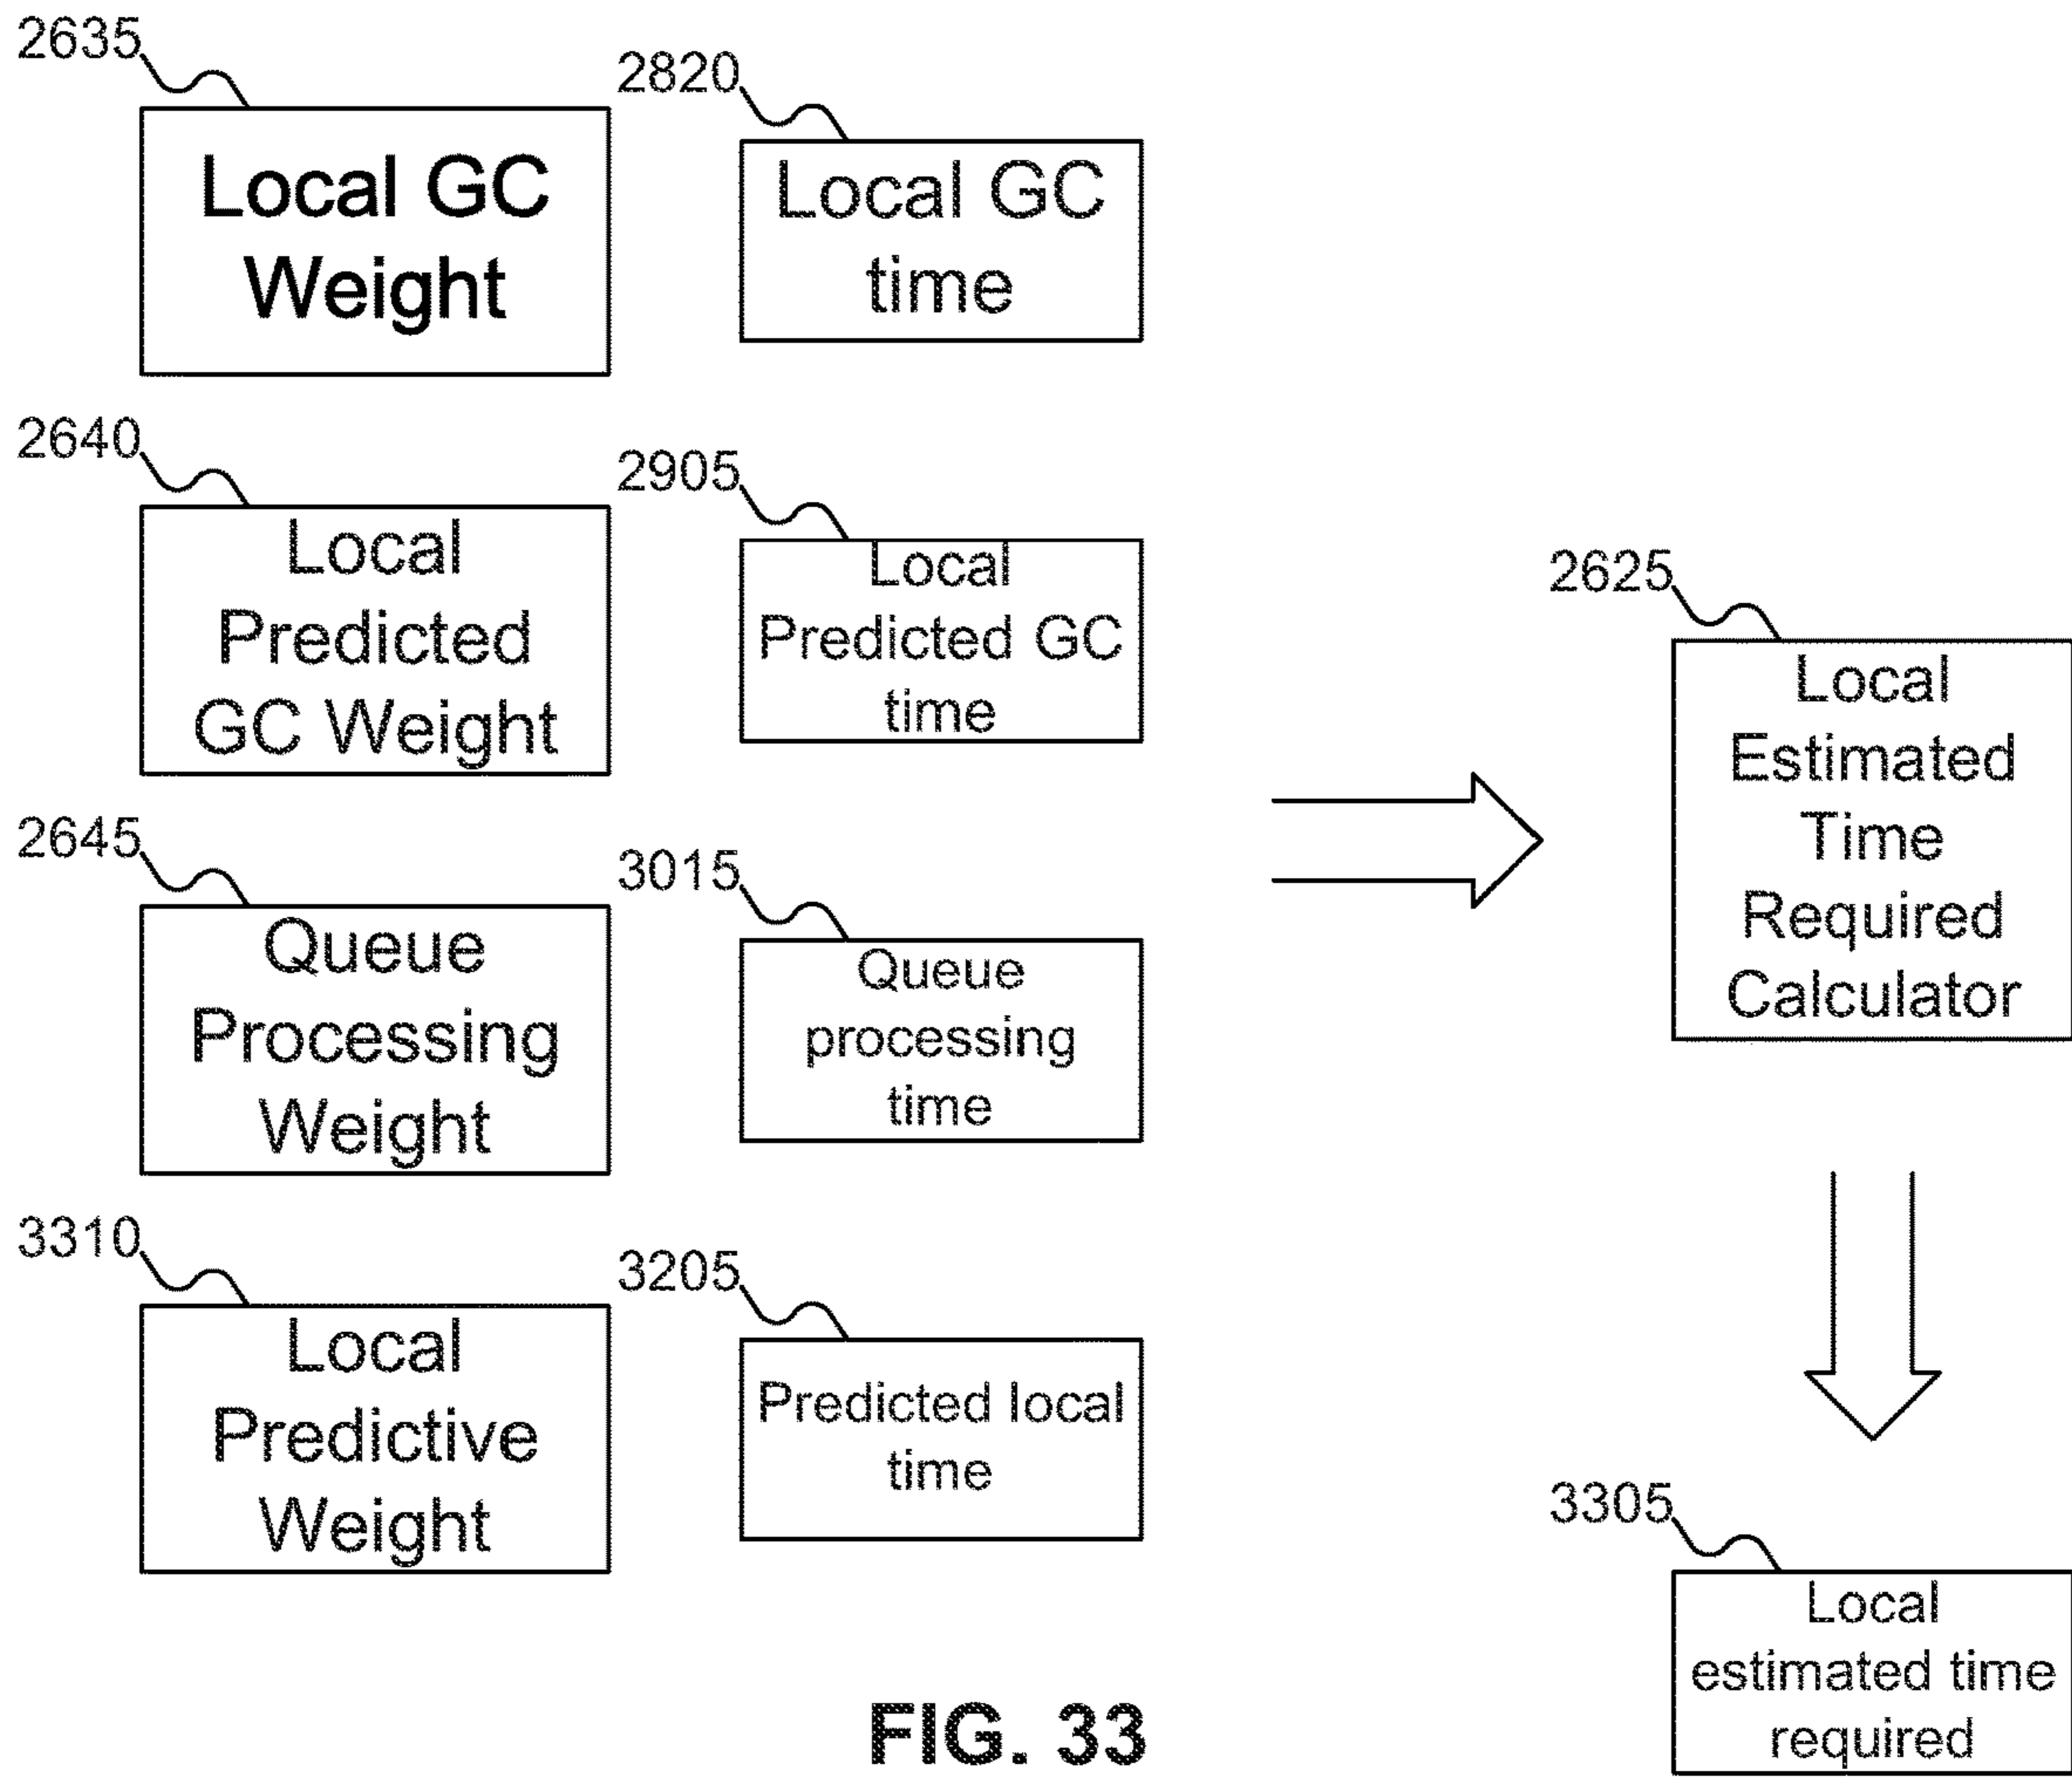 2635
Local GC
Weight
2820
Local GC
time
2640
Local
Predicted
GC Weight
2905
Local
Predicted GC
time
2645
Queue
Processing
Weight
3015
Queue
processing
time
3310
Local
Predictive
Weight
3205
Predicted local
time
2625
Local
Estimated
Time
Required
Calculator
3305
Local
estimated time
required
FIG. 33